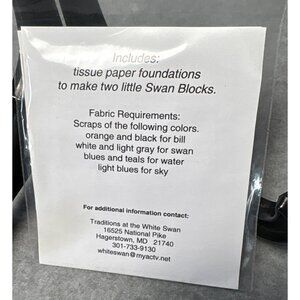 Includes:
tissue paper foundations
to make two little Swan Blocks.
Fabric Requirements:
Scraps of the following colors.
orange and black for bill
white and light gray for swan
blues and teals for water
light blues for sky
For additional information contact:
Traditions at the White Swan
16525 National Pike
Hagerstown, MD 21740
301-733-9130
whiteswan@myactv.net